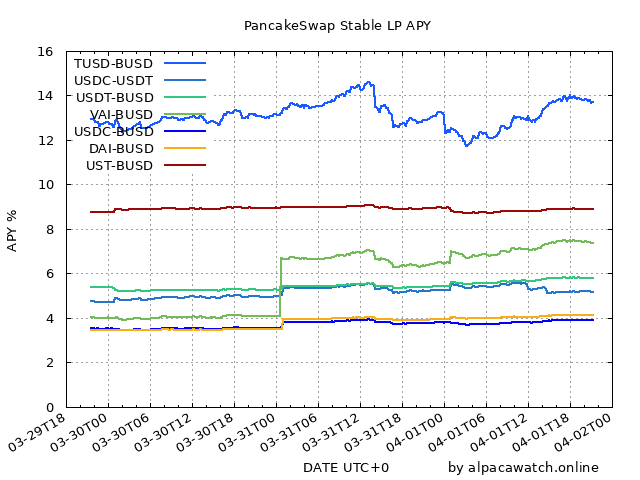 PancakeSwap Stable LP APY
APY %
16
14
12
10
8
6
4
2
0
TUSD-BUSD
USDC-USDT
USDT-BUSD
VAI-BUSD
USDC-BUSD
DAI-BUSD
UST-BUSD
03-29T18
03-30T00
03-30T06
03-30T12
03-30T18
03-31T00
03-31T06
03-31T12
03-31T18
04-01T00
04-01T06
04-01T12
04-01T18
04-02T00
DATE UTC+0
by alpacawatch.online